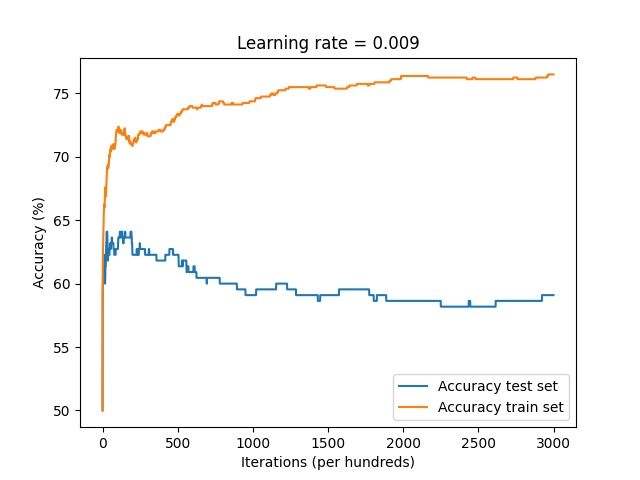 Learning rate = 0.009
Accuracy (%)
75
70
65
60
55
50
0 500 1000 1500 2000 2500 3000
Iterations (per hundreds)
Accuracy test set
Accuracy train set